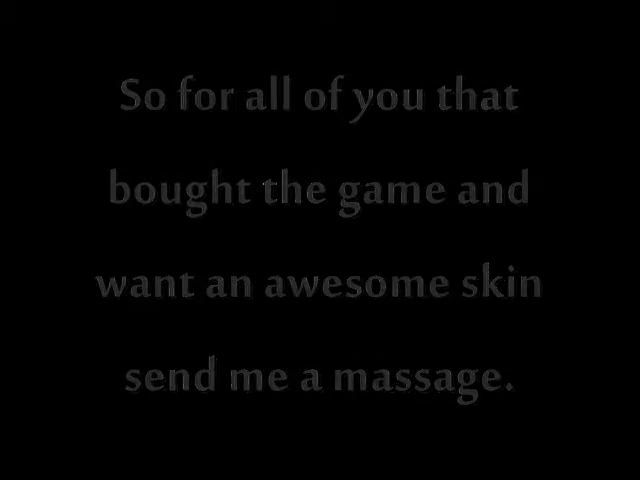 So for all of you that
bought the game and
want an awesome skin
send me a massage.